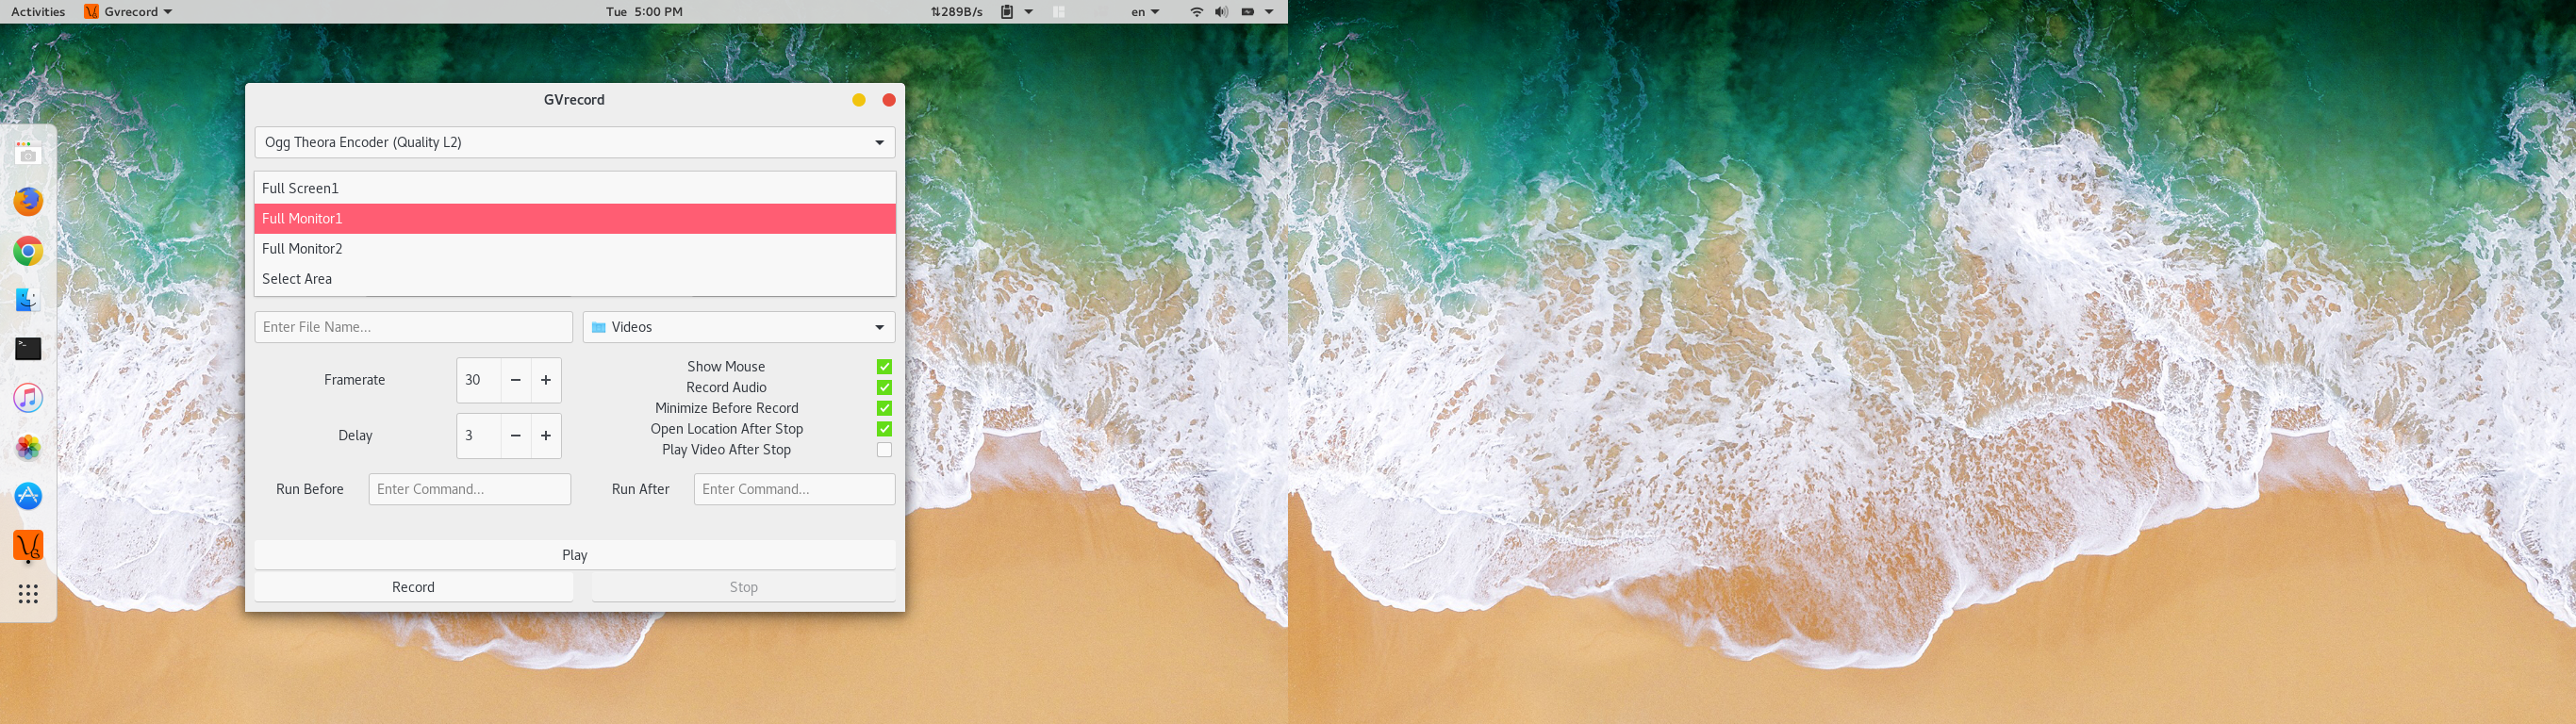 Activities Gvrecord Tue 5:00 PM ⇅289B/s en
GVrecord
Ogg Theora Encoder (Quality L2)
Full Screen1
Full Monitor1
Full Monitor2
Select Area
Enter File Name... Videos
Framerate 30 − +
Show Mouse
Record Audio
Minimize Before Record
Delay 3 − +
Open Location After Stop
Play Video After Stop
Run Before Enter Command... Run After Enter Command...
Play
Record Stop